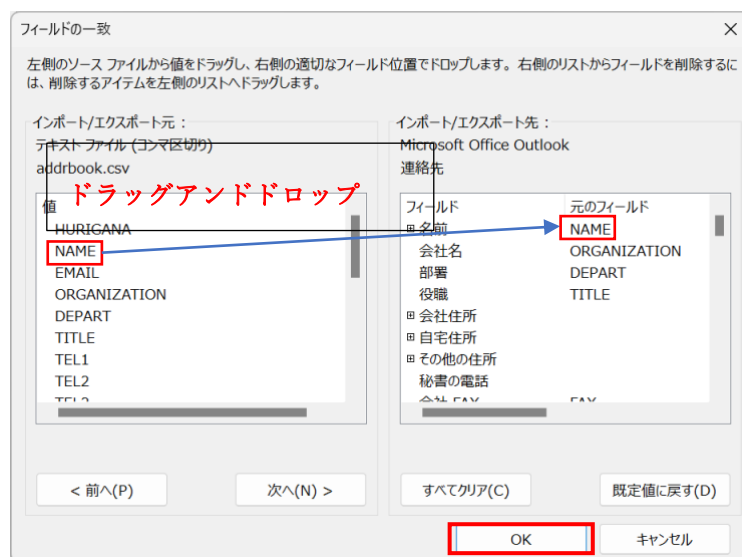 フィールドの一致
左側のソース ファイルから値をドラッグし、右側の適切なフィールド位置でドロップします。右側のリストからフィールドを削除するに
は、削除するアイテムを左側のリストへドラッグします。
インポート/エクスポート元：
テキスト ファイル (コンマ区切り)
addrbook.csv
ドラッグアンドドロップ
値
HURIGANA
NAME
EMAIL
ORGANIZATION
DEPART
TITLE
TEL1
TEL2
TEL3
インポート/エクスポート先：
Microsoft Office Outlook
連絡先
フィールド 元のフィールド
名前 NAME
会社名 ORGANIZATION
部署 DEPART
役職 TITLE
会社住所
自宅住所
その他の住所
秘書の電話
会社 FAX FAX
< 前へ(P) 次へ(N) > すべてクリア(C) 既定値に戻す(D)
OK キャンセル